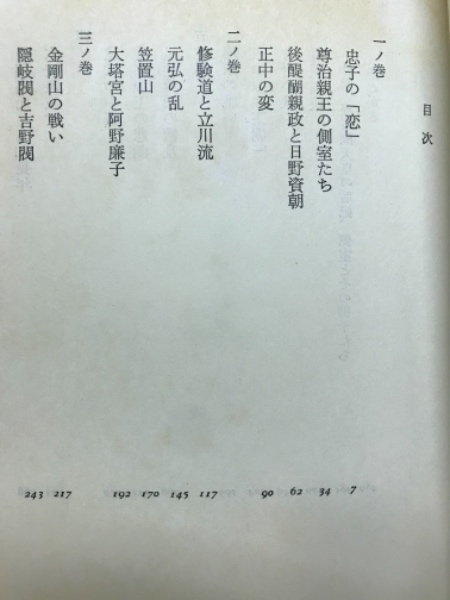 目次
一ノ巻
忠子の「恋」 7
尊治親王の側室たち 34
後醍醐親政と日野資朝 62
正中の変 90
二ノ巻
修験道と立川流 117
元弘の乱 145
笠置山 170
大塔宮と阿野廉子 192
三ノ巻
金剛山の戦い 217
隠岐閥と吉野閥 243